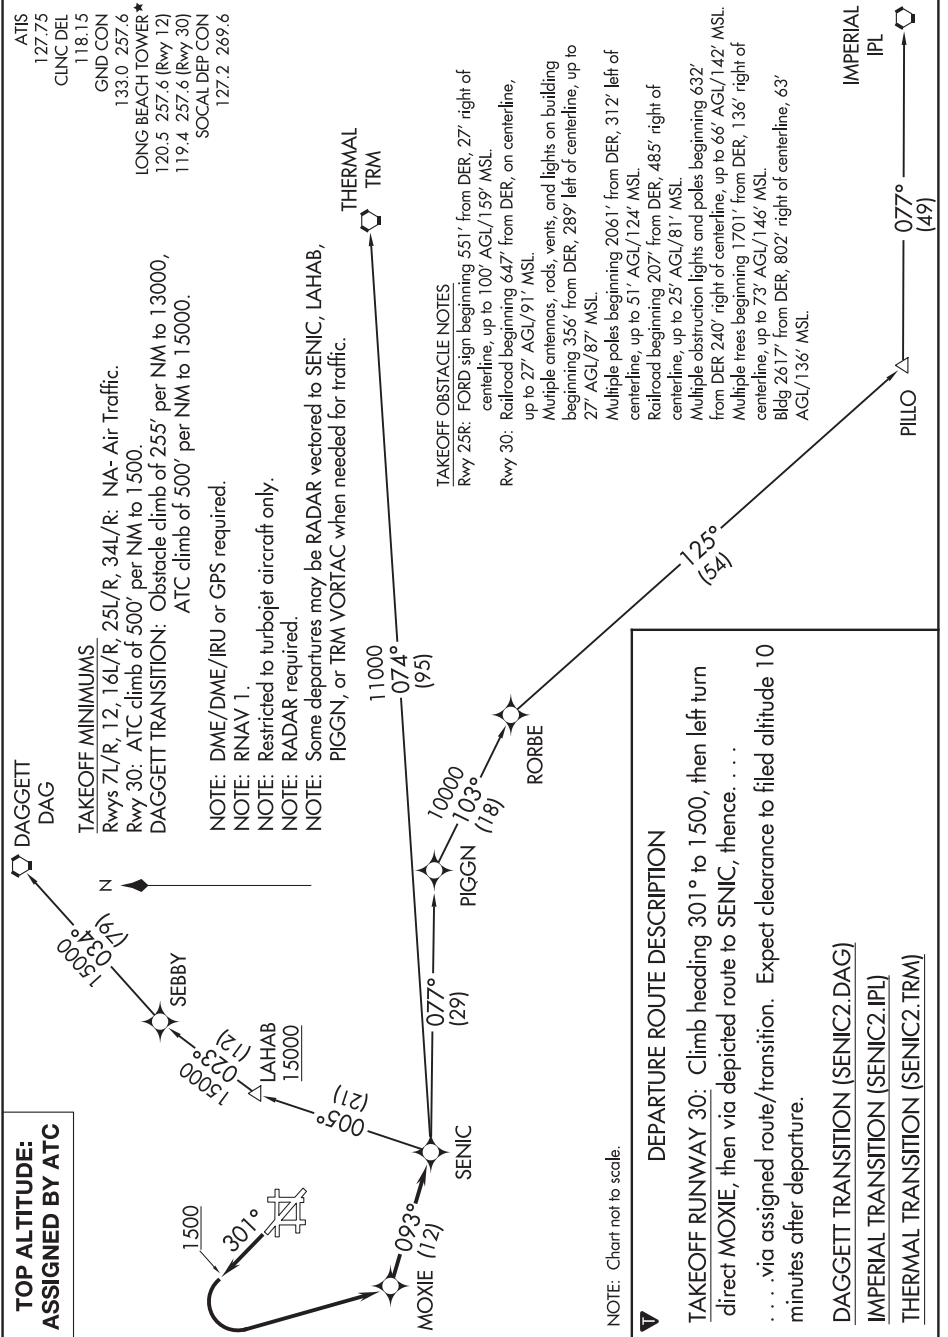 TOP ALTITUDE:
ASSIGNED BY ATC
ATIS
127.75
CLNC DEL
118.15
GND CON
133.0 257.6
LONG BEACH TOWER★
120.5 257.6 (Rwy 12)
119.4 257.6 (Rwy 30)
SOCAL DEP CON
127.2 269.6
DAGGETT
DAG
TAKEOFF MINIMUMS
Rwys 7L/R, 12, 16L/R, 25L/R, 34L/R: NA- Air Traffic.
Rwy 30: ATC climb of 500' per NM to 1500.
DAGGETT TRANSITION: Obstacle climb of 255' per NM to 13000,
ATC climb of 500' per NM to 15000.
NOTE: DME/DME/IRU or GPS required.
NOTE: RNAV 1.
NOTE: Restricted to turbojet aircraft only.
NOTE: RADAR required.
NOTE: Some departures may be RADAR vectored to SENIC, LAHAB,
PIGGN, or TRM VORTAC when needed for traffic.
N
15000
034°
(79)
SEBBY
15000
023°
(12)
LAHAB
15000
005°
(21)
1500
301°
MOXIE
093°
(12)
SENIC
077°
(29)
PIGGN
10000
103°
(18)
RORBE
11000
074°
(95)
THERMAL
TRM
125°
(54)
PILLO
077°
(49)
IMPERIAL
IPL
TAKEOFF OBSTACLE NOTES
Rwy 25R: FORD sign beginning 551' from DER, 27' right of
centerline, up to 100' AGL/159' MSL.
Rwy 30: Railroad beginning 647' from DER, on centerline,
up to 27' AGL/91' MSL.
Mutiple antennas, rods, vents, and lights on building
beginning 356' from DER, 289' left of centerline, up to
27' AGL/87' MSL.
Multiple poles beginning 2061' from DER, 312' left of
centerline, up to 51' AGL/124' MSL.
Railroad beginning 207' from DER, 485' right of
centerline, up to 25' AGL/81' MSL.
Multiple obstruction lights and poles beginning 632'
from DER 240' right of centerline, up to 66' AGL/142' MSL.
Multiple trees beginning 1701' from DER, 136' right of
centerline, up to 73' AGL/146' MSL.
Bldg 2617' from DER, 802' right of centerline, 63'
AGL/136' MSL.
NOTE: Chart not to scale.
T
DEPARTURE ROUTE DESCRIPTION
TAKEOFF RUNWAY 30: Climb heading 301° to 1500, then left turn
direct MOXIE, then via depicted route to SENIC, thence. . . .
. . . .via assigned route/transition. Expect clearance to filed altitude 10
minutes after departure.
DAGGETT TRANSITION (SENIC2.DAG)
IMPERIAL TRANSITION (SENIC2.IPL)
THERMAL TRANSITION (SENIC2.TRM)